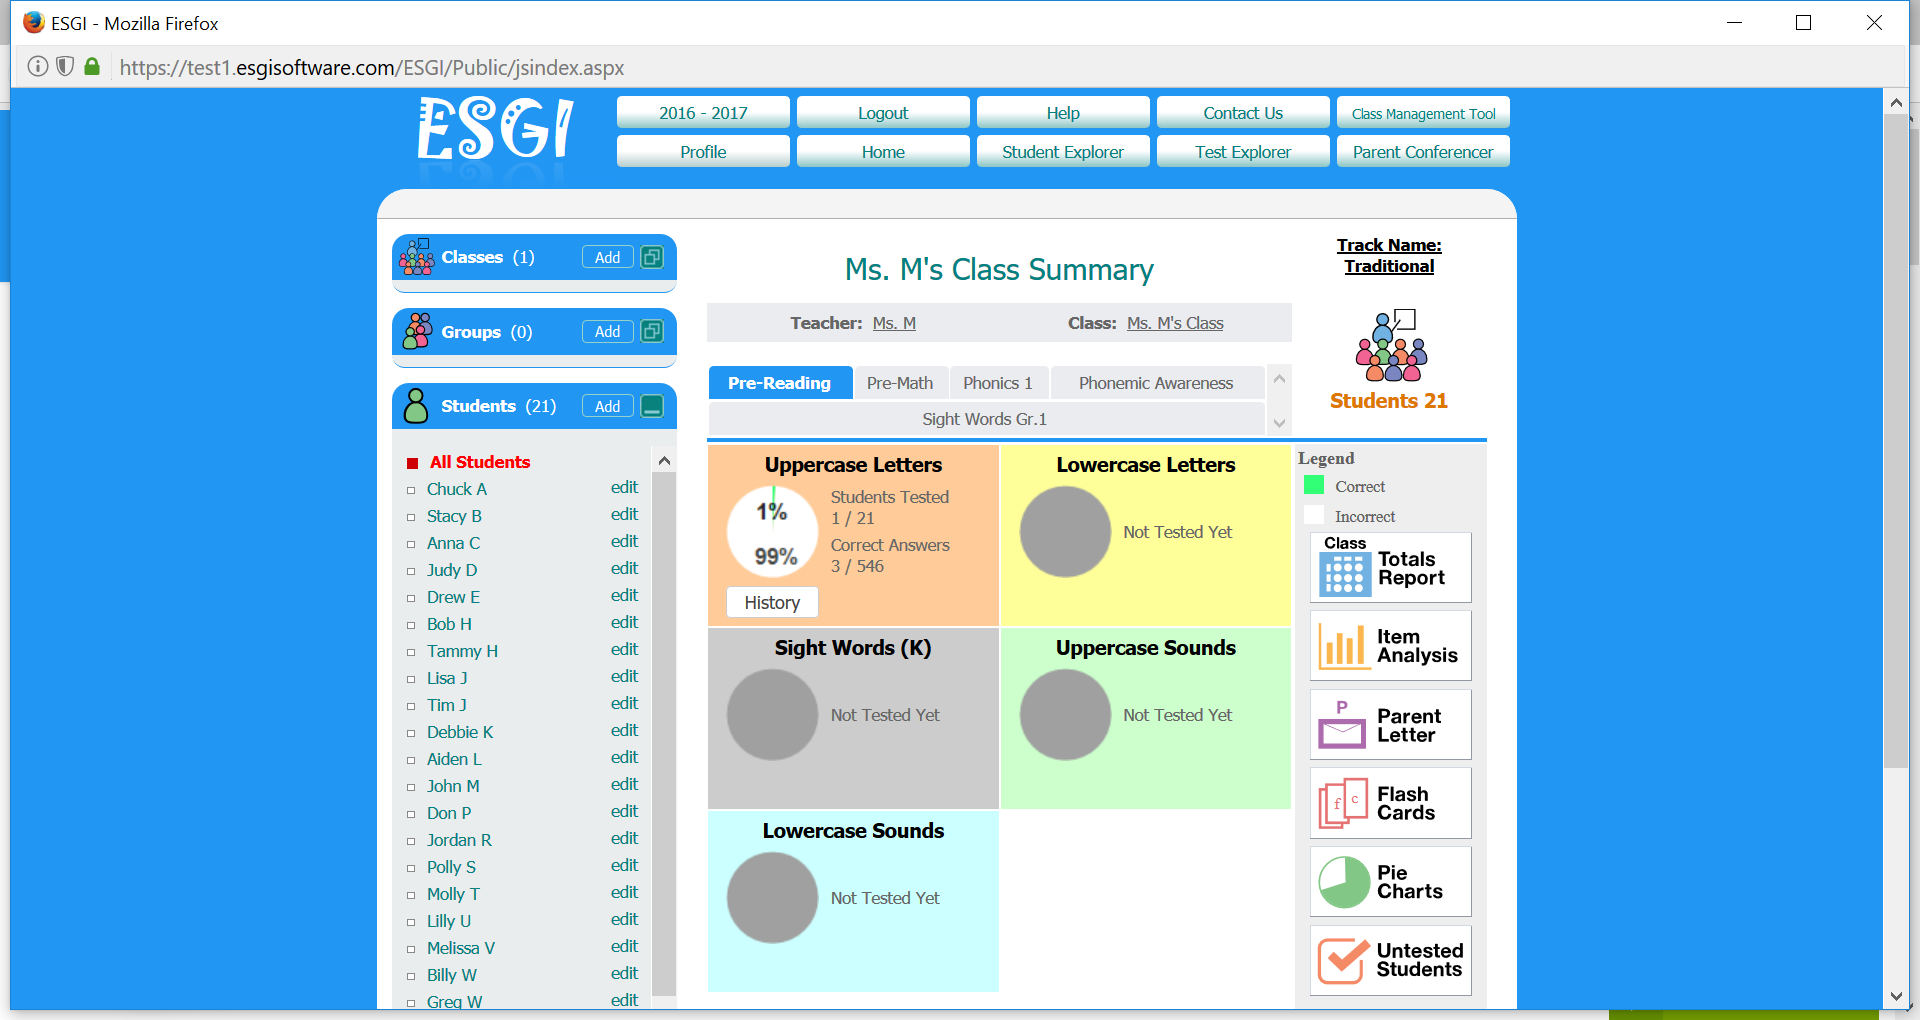 ESGI - Mozilla Firefox
https://test1.esgisoftware.com/ESGI/Public/jsindex.aspx
ESGI
2016 - 2017
Logout
Help
Contact Us
Class Management Tool
Profile
Home
Student Explorer
Test Explorer
Parent Conferencer
Classes (1)
Add
Groups (0)
Add
Students (21)
Add
All Students
Chuck A edit
Stacy B edit
Anna C edit
Judy D edit
Drew E edit
Bob H edit
Tammy H edit
Lisa J edit
Tim J edit
Debbie K edit
Aiden L edit
John M edit
Don P edit
Jordan R edit
Polly S edit
Molly T edit
Lilly U edit
Melissa V edit
Billy W edit
Greg W edit
Ms. M's Class Summary
Teacher: Ms. M
Class: Ms. M's Class
Pre-Reading
Pre-Math
Phonics 1
Phonemic Awareness
Sight Words Gr.1
Uppercase Letters
1%
99%
Students Tested
1 / 21
Correct Answers
3 / 546
History
Lowercase Letters
Not Tested Yet
Sight Words (K)
Not Tested Yet
Uppercase Sounds
Not Tested Yet
Lowercase Sounds
Not Tested Yet
Track Name:
Traditional
Students 21
Legend
Correct
Incorrect
Class
Totals
Report
Item
Analysis
P
Parent
Letter
f c
Flash
Cards
Pie
Charts
Untested
Students